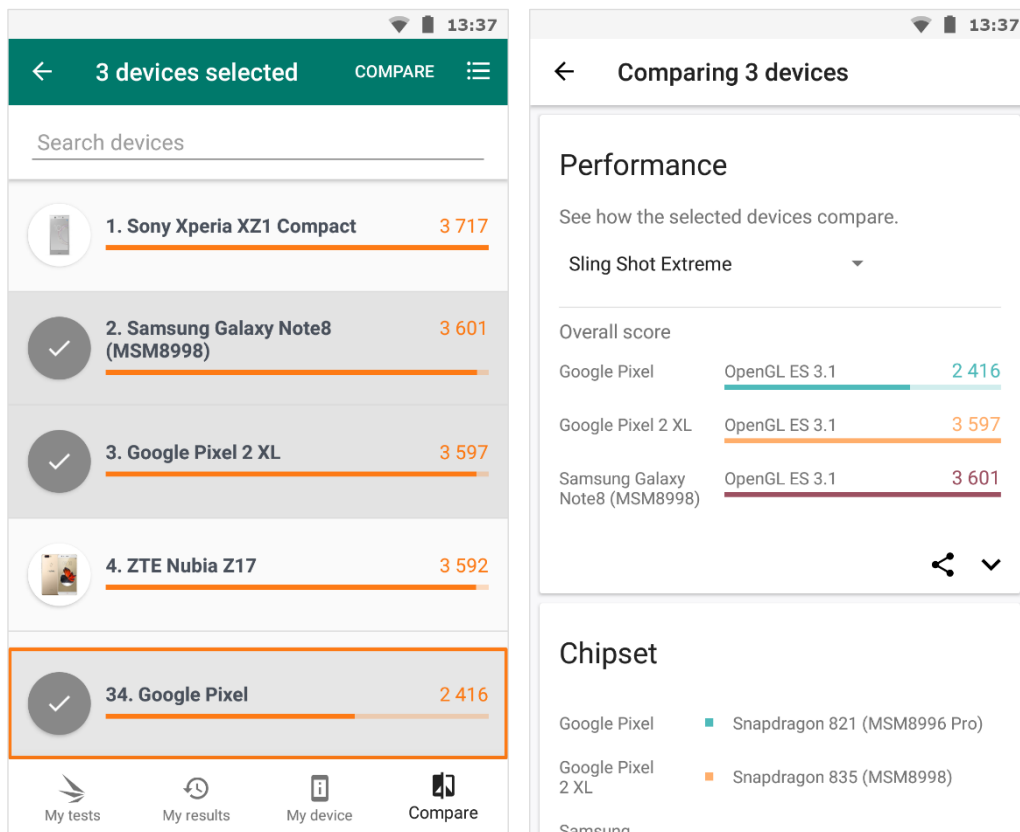 13:37
3 devices selected
COMPARE
Search devices
1. Sony Xperia XZ1 Compact
3 717
2. Samsung Galaxy Note8
(MSM8998)
3 601
3. Google Pixel 2 XL
3 597
4. ZTE Nubia Z17
3 592
34. Google Pixel
2 416
My tests
My results
My device
Compare
13:37
Comparing 3 devices
Performance
See how the selected devices compare.
Sling Shot Extreme
Overall score
Google Pixel
OpenGL ES 3.1
2 416
Google Pixel 2 XL
OpenGL ES 3.1
3 597
Samsung Galaxy
Note8 (MSM8998)
OpenGL ES 3.1
3 601
Chipset
Google Pixel
Snapdragon 821 (MSM8996 Pro)
Google Pixel
2 XL
Snapdragon 835 (MSM8998)
Samsung